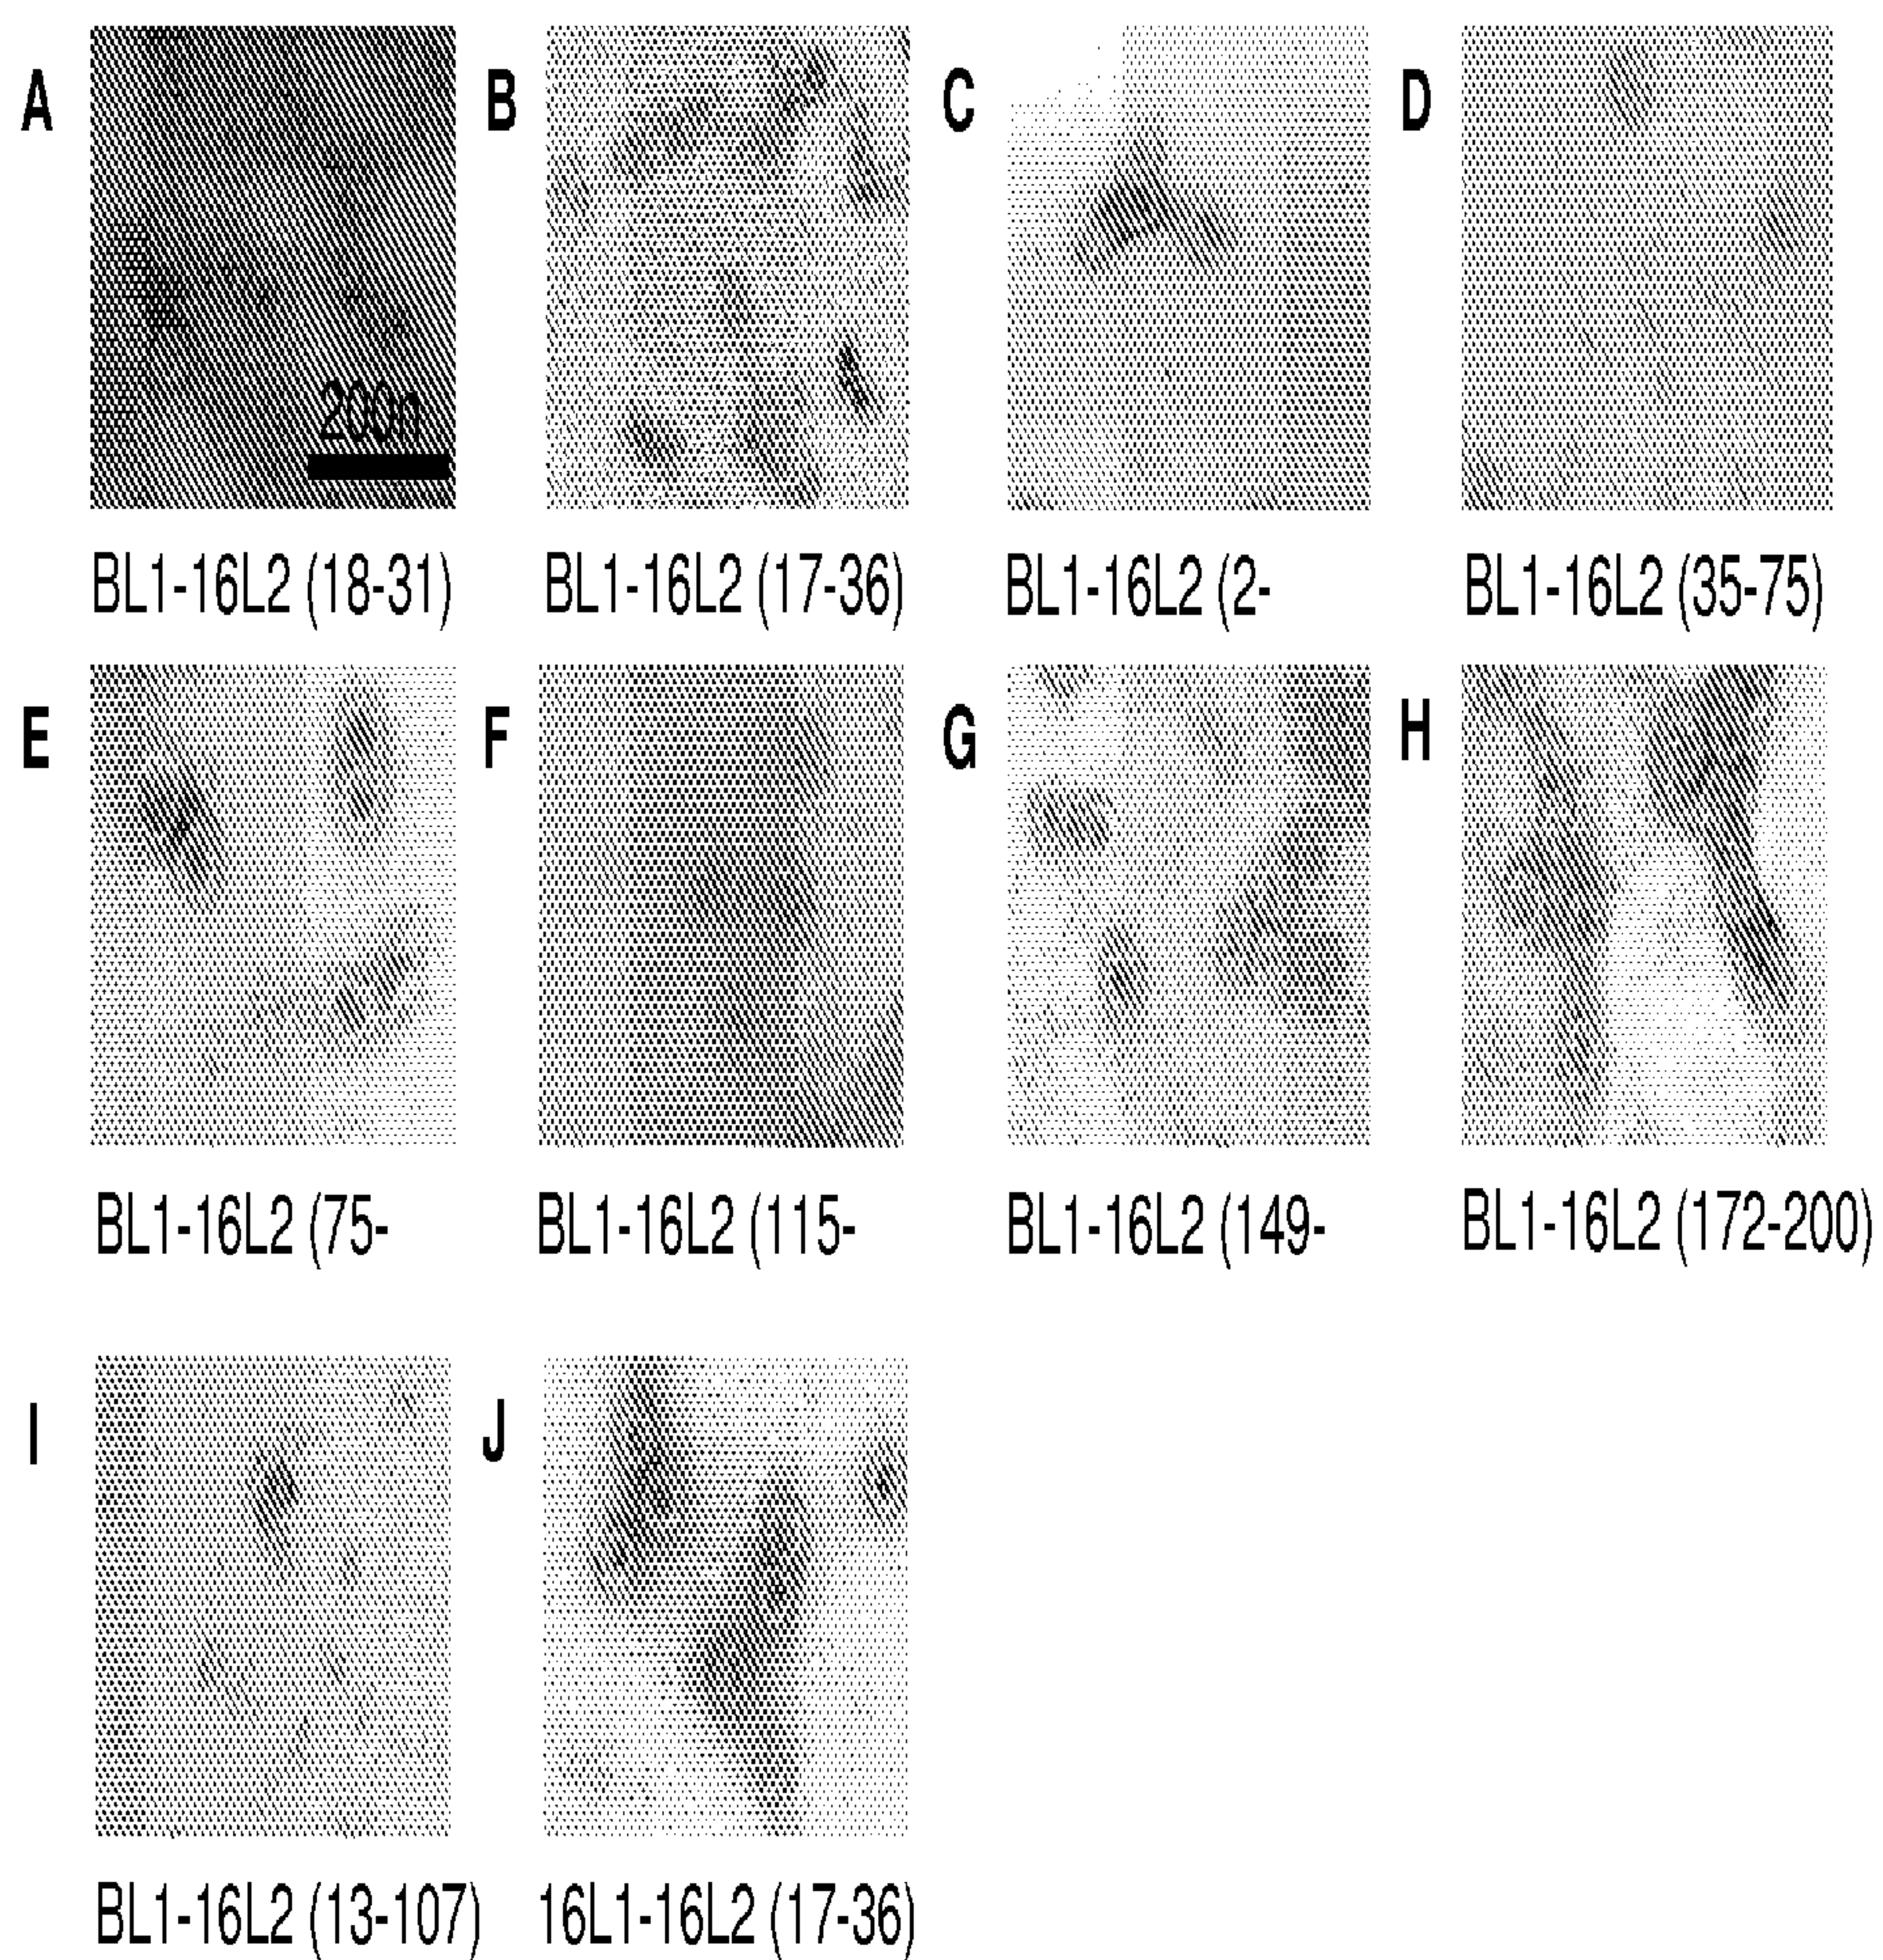 A B C D
200n
BL1-16L2 (18-31) BL1-16L2 (17-36) BL1-16L2 (2- BL1-16L2 (35-75)
E F G H
BL1-16L2 (75- BL1-16L2 (115- BL1-16L2 (149- BL1-16L2 (172-200)
I J
BL1-16L2 (13-107) 16L1-16L2 (17-36)